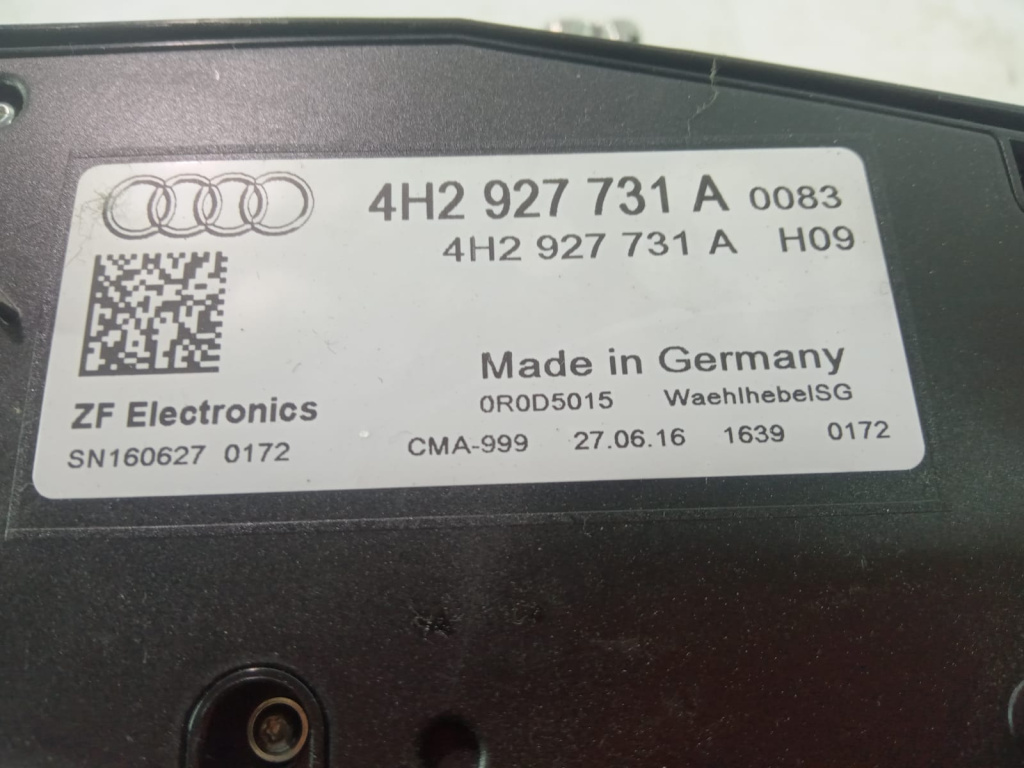 4H2 927 731 A 0083
4H2 927 731 A H09
Made in Germany
ZF Electronics
0R0D5015 WaehlhebelSG
SN160627 0172
CMA-999 27.06.16 1639 0172